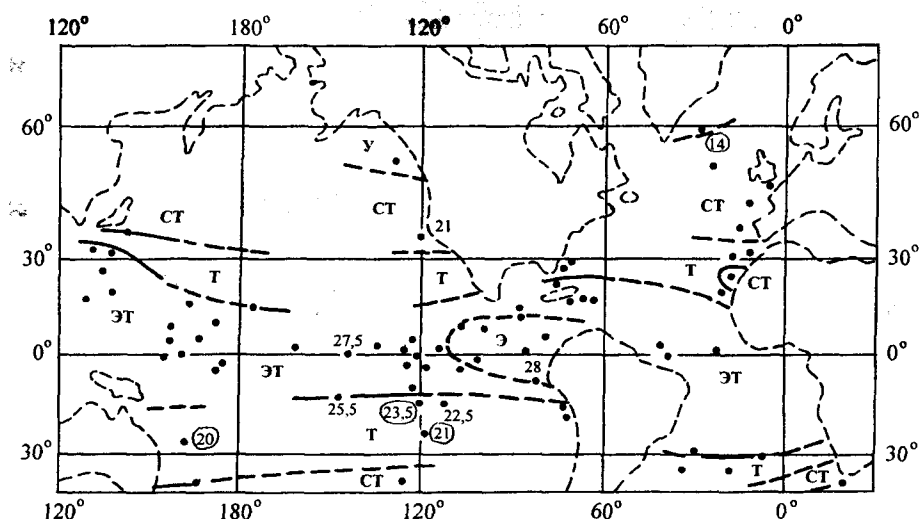 120° 180° 120° 60° 0°
60° 60°
У 14
СТ СТ 21 СТ
30° 30°
Т Т Т СТ
ЭТ
27,5 Э
0° 0°
ЭТ 28 ЭТ
25,5 23,5 22,5
20 Т 21
30° 30°
СТ Т СТ
120° 180° 120° 60° 0°